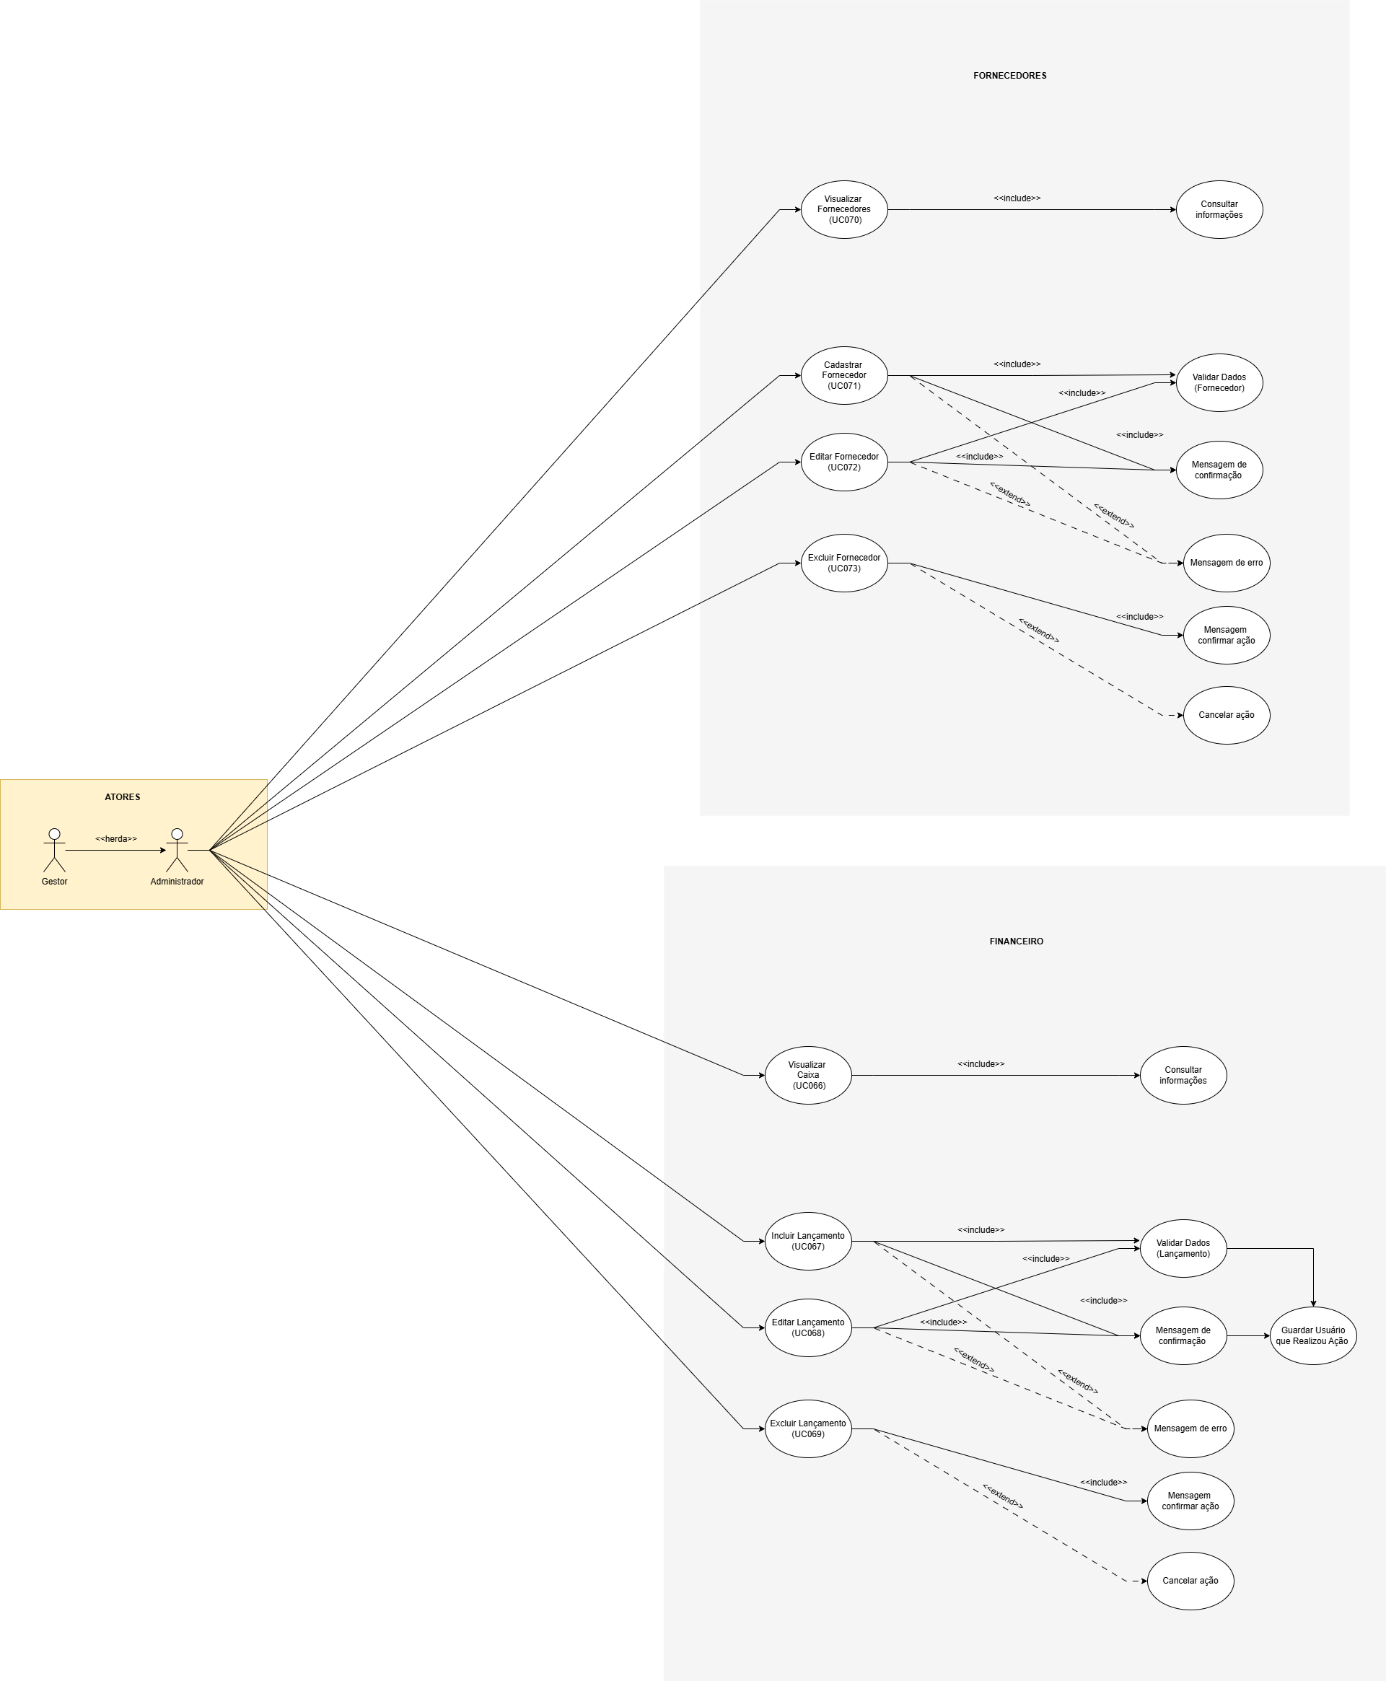 FORNECEDORES
Visualizar
Fornecedores
(UC070)
<<include>>
Consultar
informações
Cadastrar
Fornecedor
(UC071)
<<include>>
Validar Dados
(Fornecedor)
<<include>>
<<include>>
Editar Fornecedor
(UC072)
<<include>>
Mensagem de
confirmação
<<extend>>
<<extend>>
Excluir Fornecedor
(UC073)
Mensagem de erro
<<include>>
<<extend>>
Mensagem
confirmar ação
Cancelar ação
ATORES
<<herda>>
Gestor
Administrador
FINANCEIRO
Visualizar
Caixa
(UC066)
<<include>>
Consultar
informações
Incluir Lançamento
(UC067)
<<include>>
Validar Dados
(Lançamento)
<<include>>
<<include>>
Editar Lançamento
(UC068)
<<include>>
Mensagem de
confirmação
Guardar Usuário
que Realizou Ação
<<extend>>
<<extend>>
Excluir Lançamento
(UC069)
Mensagem de erro
<<include>>
<<extend>>
Mensagem
confirmar ação
Cancelar ação